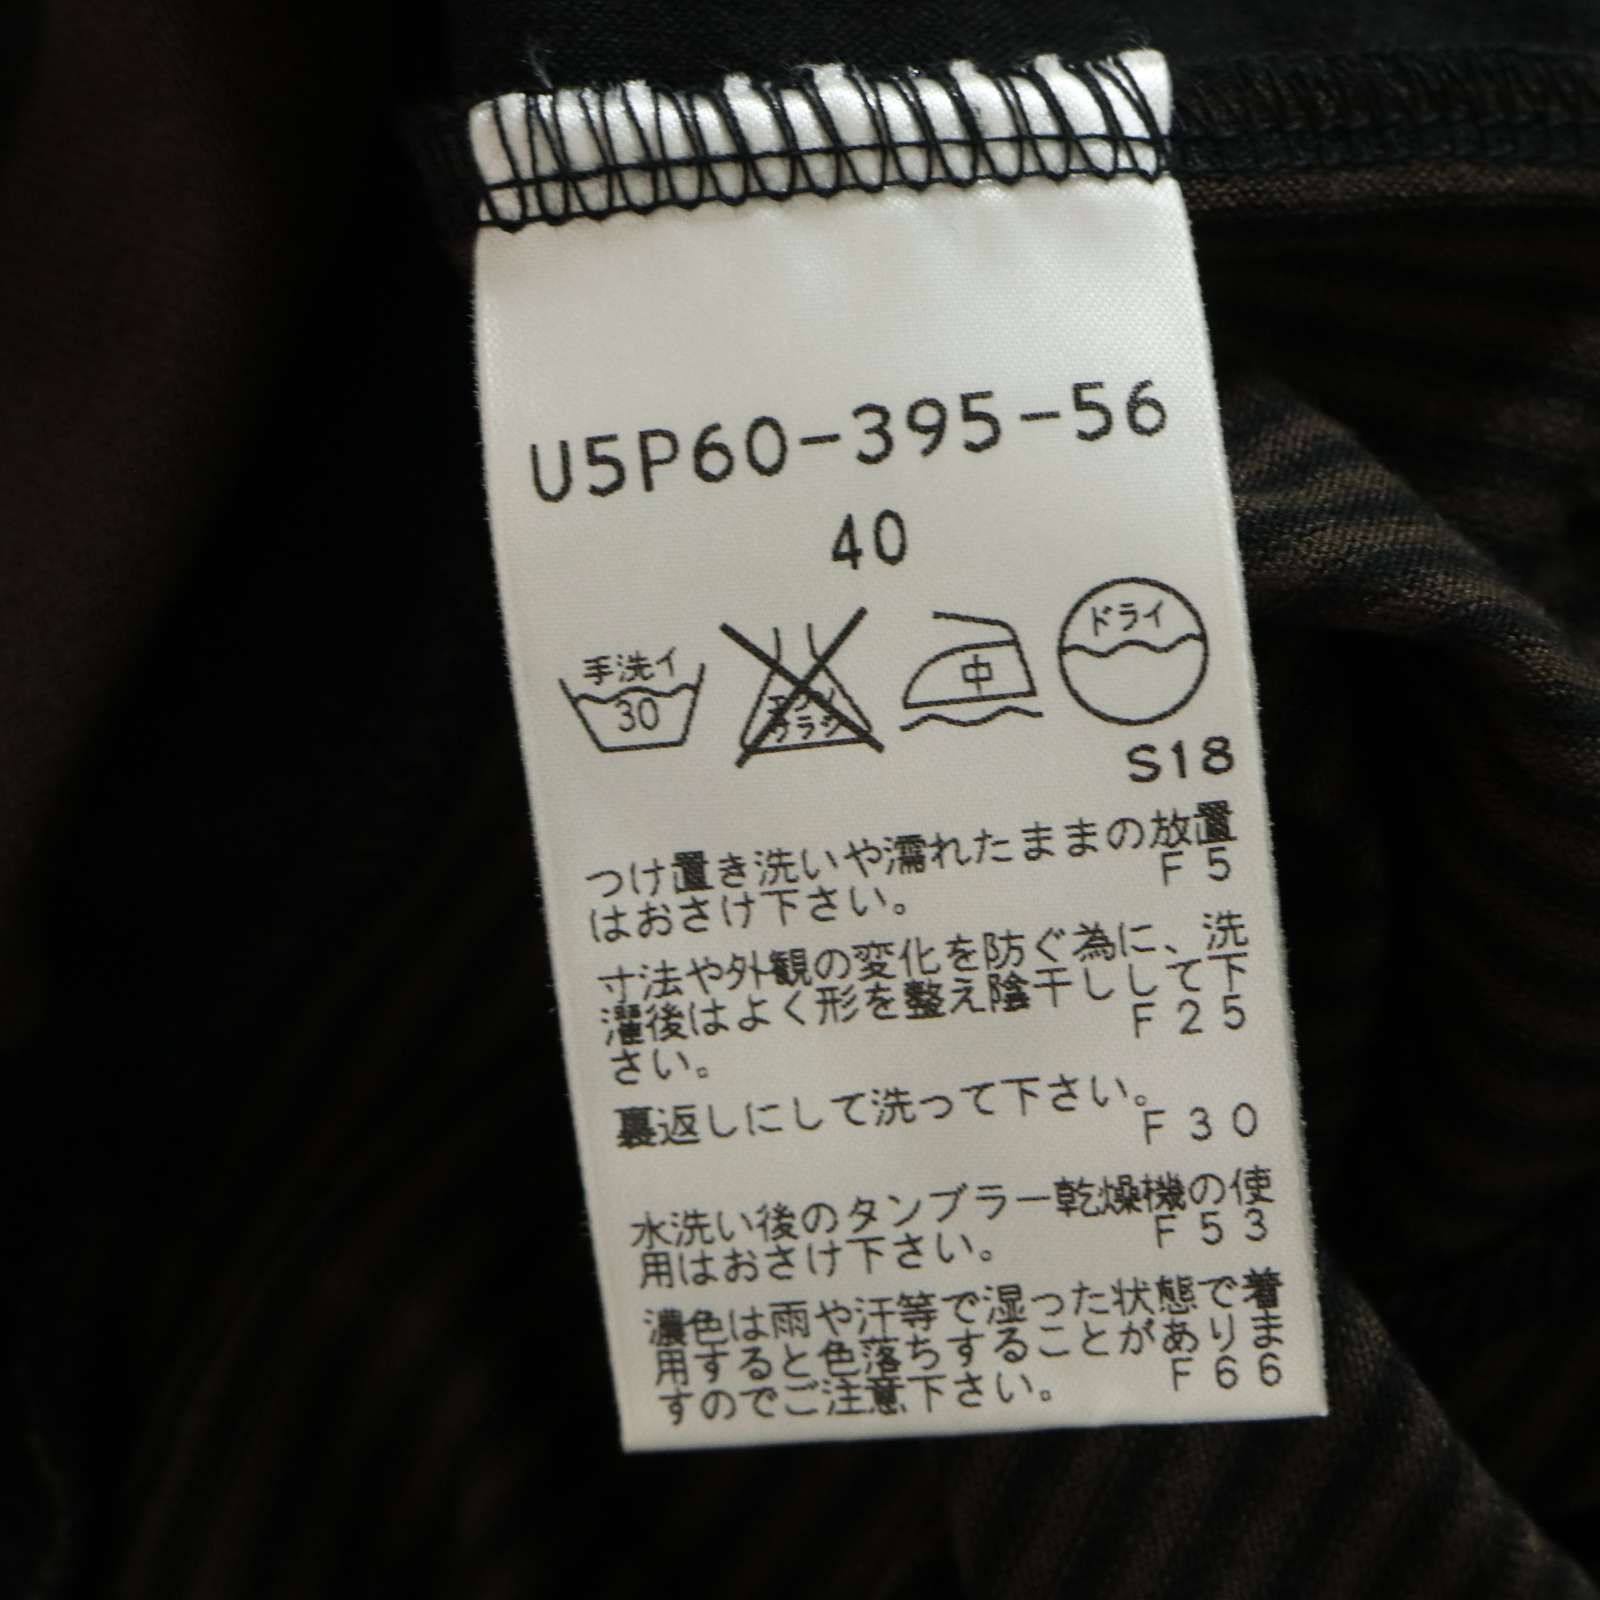 U5P60-395-56
40
手洗イ
30
エンソ
サラシ
中
ドライ
S18
つけ置き洗いや濡れたままの放置
はおさけ下さい。 F5
寸法や外観の変化を防ぐ為に、洗
濯後はよく形を整え陰干しして下
さい。 F25
裏返しにして洗って下さい。
F30
水洗い後のタンブラー乾燥機の使
用はおさけ下さい。 F53
濃色は雨や汗等で湿った状態で着
用すると色落ちすることがありま
すのでご注意下さい。 F66